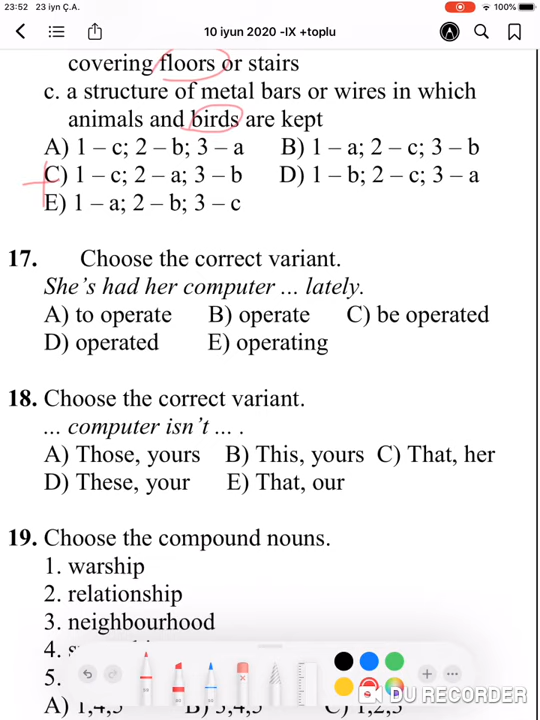 23:52 23 iyn Ç.A.
100%
10 iyun 2020 -IX +toplu
covering floors or stairs
c. a structure of metal bars or wires in which
animals and birds are kept
A) 1 – c; 2 – b; 3 – a B) 1 – a; 2 – c; 3 – b
C) 1 – c; 2 – a; 3 – b D) 1 – b; 2 – c; 3 – a
E) 1 – a; 2 – b; 3 – c
17. Choose the correct variant.
She’s had her computer ... lately.
A) to operate B) operate C) be operated
D) operated E) operating
18. Choose the correct variant.
... computer isn’t ... .
A) Those, yours B) This, yours C) That, her
D) These, your E) That, our
19. Choose the compound nouns.
1. warship
2. relationship
3. neighbourhood
4.
5.
DU RECORDER
A) B) C)